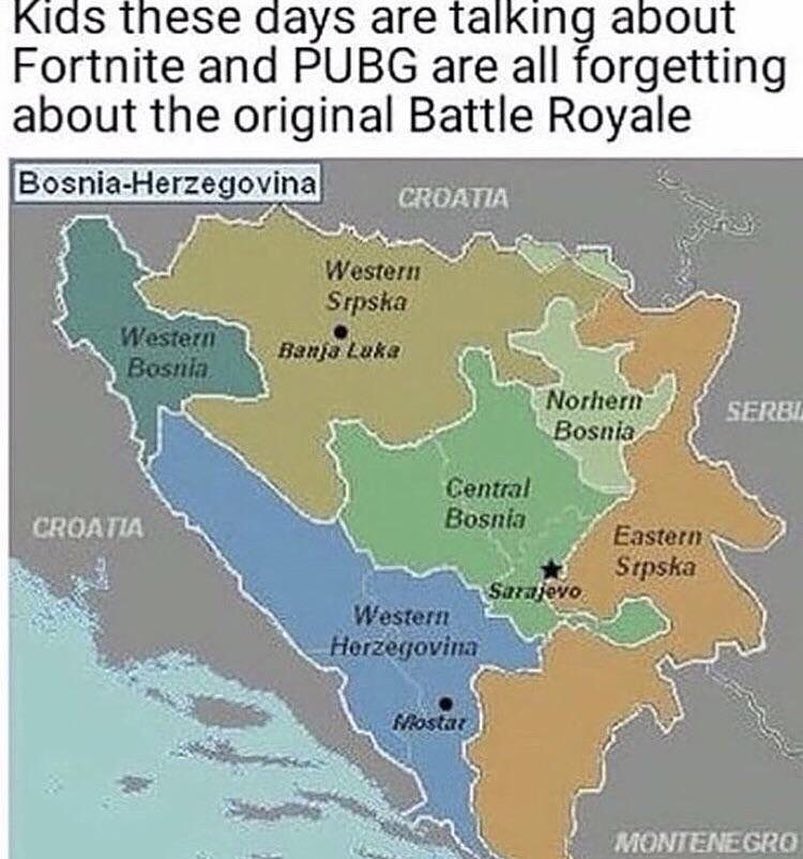 Kids these days are talking about
Fortnite and PUBG are all forgetting
about the original Battle Royale
Bosnia-Herzegovina
CROATIA
Western
Srpska
Banja Luka
Western
Bosnia
Norhern
Bosnia
SERBI
Central
Bosnia
CROATIA
Eastern
Srpska
Sarajevo
Western
Herzegovina
Mostar
MONTENEGRO